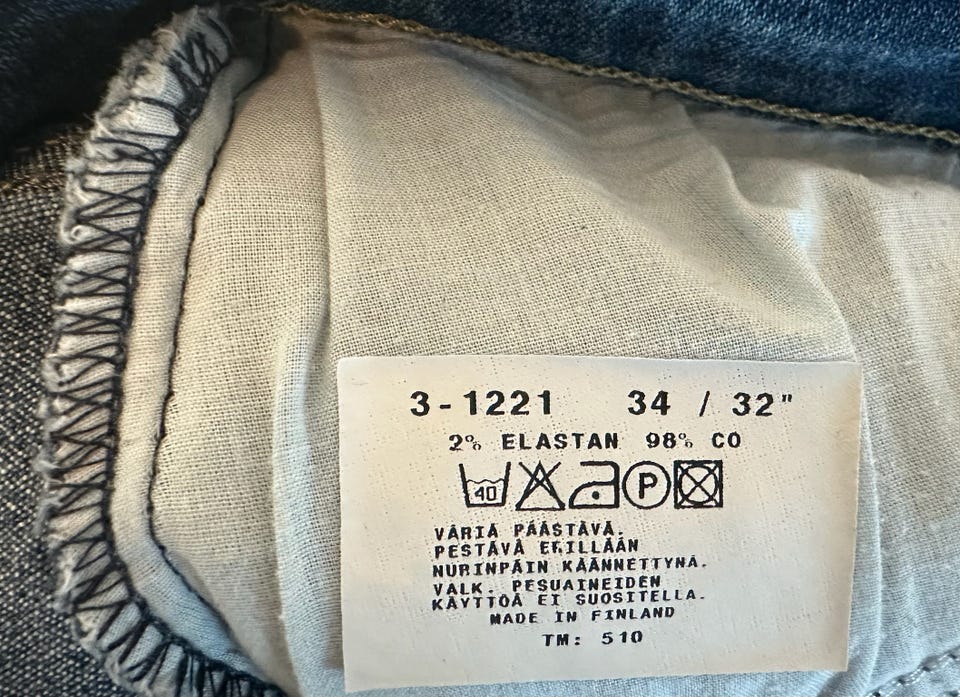 3-1221 34 / 32"
2% ELASTAN 98% CO
40 P
VÄRIÄ PÄÄSTÄVÄ.
PESTÄVÄ ERILLÄÄN
NURINPÄIN KÄÄNNETTYNÄ.
VALK. PESUAINEIDEN
KÄYTTÖÄ EI SUOSITELLA.
MADE IN FINLAND
TM: 510